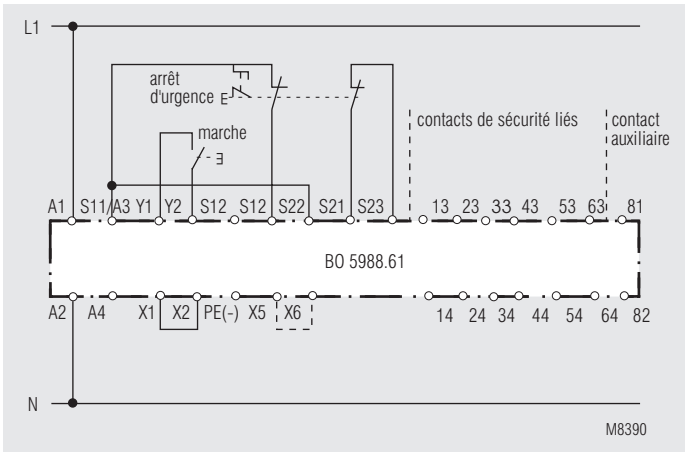 L1
arrêt
d'urgence E
marche
E
contacts de sécurité liés
contact
auxiliaire
A1 S11/A3 Y1 Y2 S12 S12 S22 S21 S23 13 23 33 43 53 63 81
BO 5988.61
A2 A4 X1 X2 PE(-) X5 X6 14 24 34 44 54 64 82
N
M8390